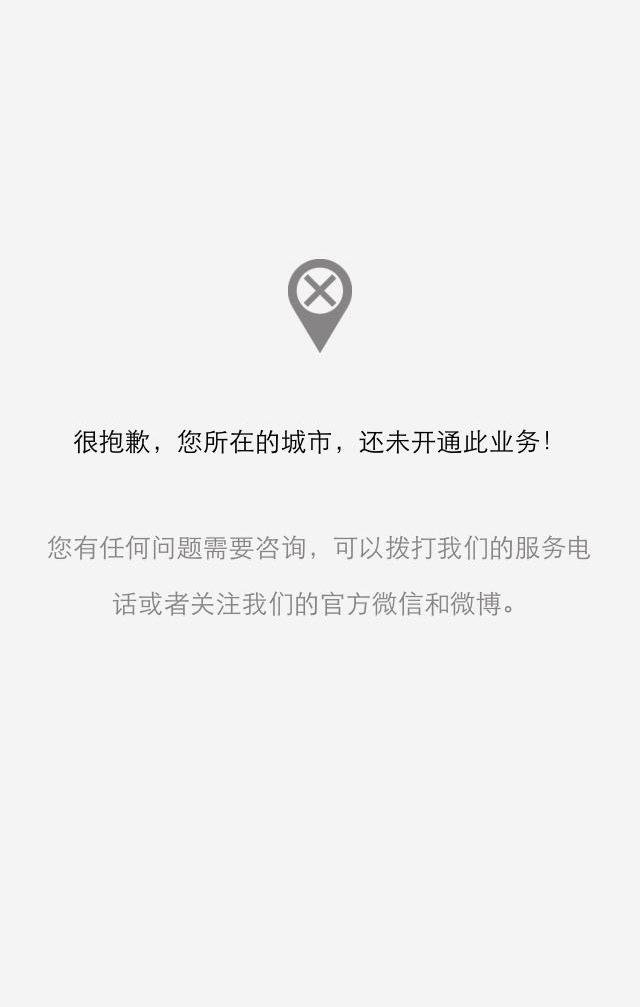 很抱歉，您所在的城市，还未开通此业务！
您有任何问题需要咨询，可以拨打我们的服务电
话或者关注我们的官方微信和微博。